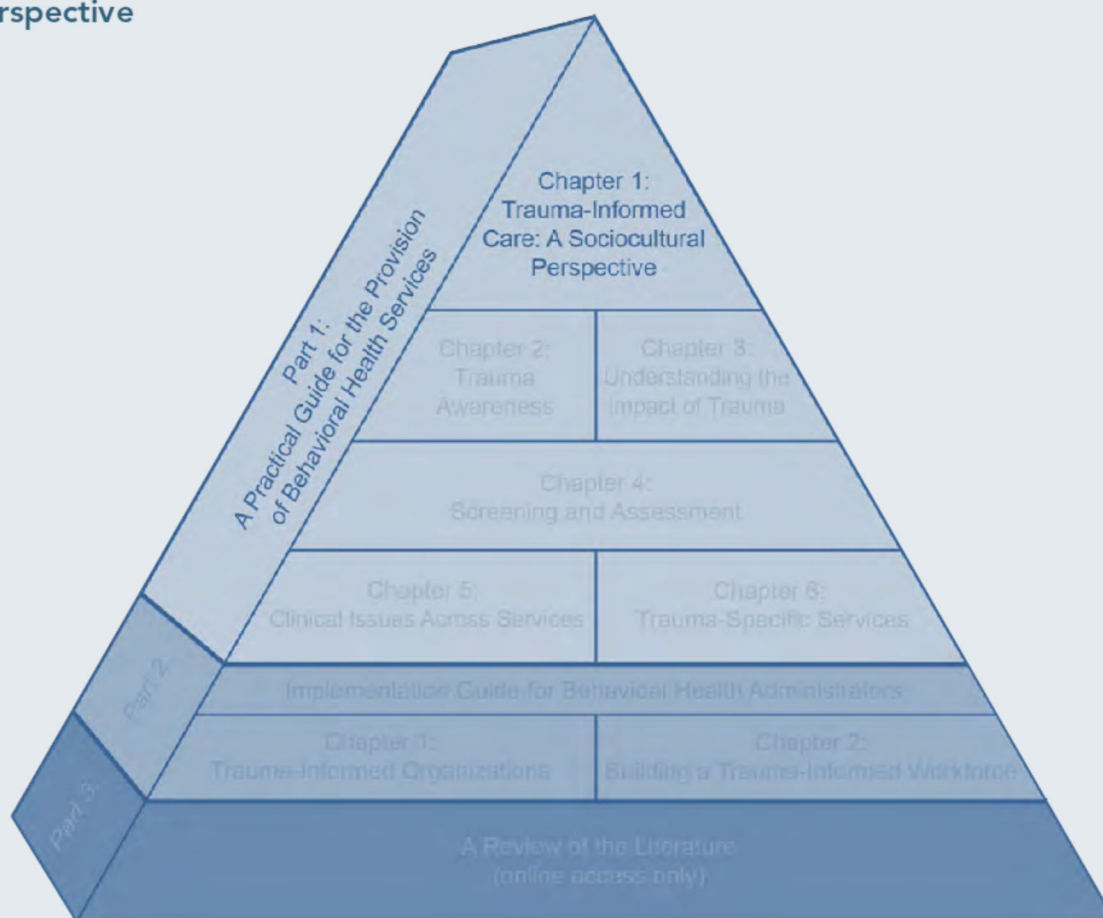 rspective
Part 1:
A Practical Guide for the Provision
of Behavioral Health Services
Chapter 1:
Trauma-Informed
Care: A Sociocultural
Perspective
Chapter 2:
Trauma
Awareness
Chapter 3:
Understanding the
Impact of Trauma
Chapter 4:
Screening and Assessment
Chapter 5:
Clinical Issues Across Services
Chapter 6:
Trauma-Specific Services
Part 2:
Implementation Guide for Behavioral Health Administrators
Chapter 1:
Trauma-Informed Organizations
Chapter 2:
Building a Trauma-Informed Workforce
Part 3:
A Review of the Literature
(online access only)